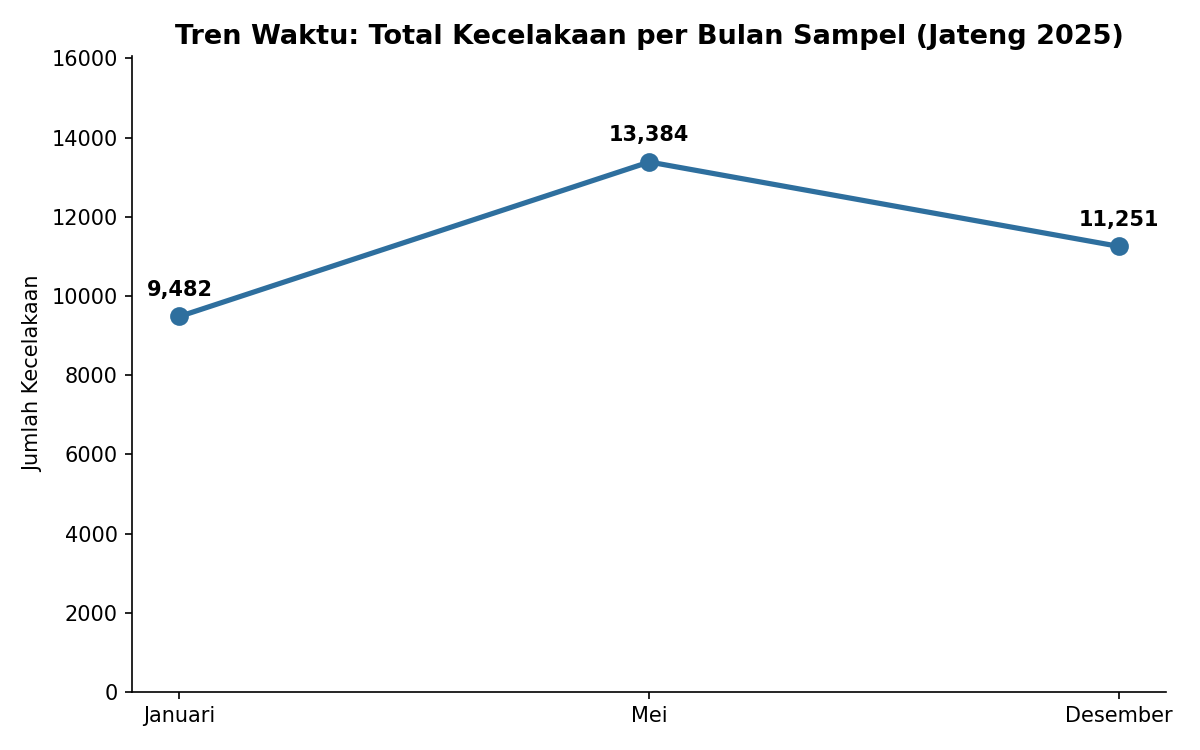 Tren Waktu: Total Kecelakaan per Bulan Sampel (Jateng 2025)
16000
14000
12000
10000
8000
6000
4000
2000
0
Jumlah Kecelakaan
9,482
13,384
11,251
Januari
Mei
Desember